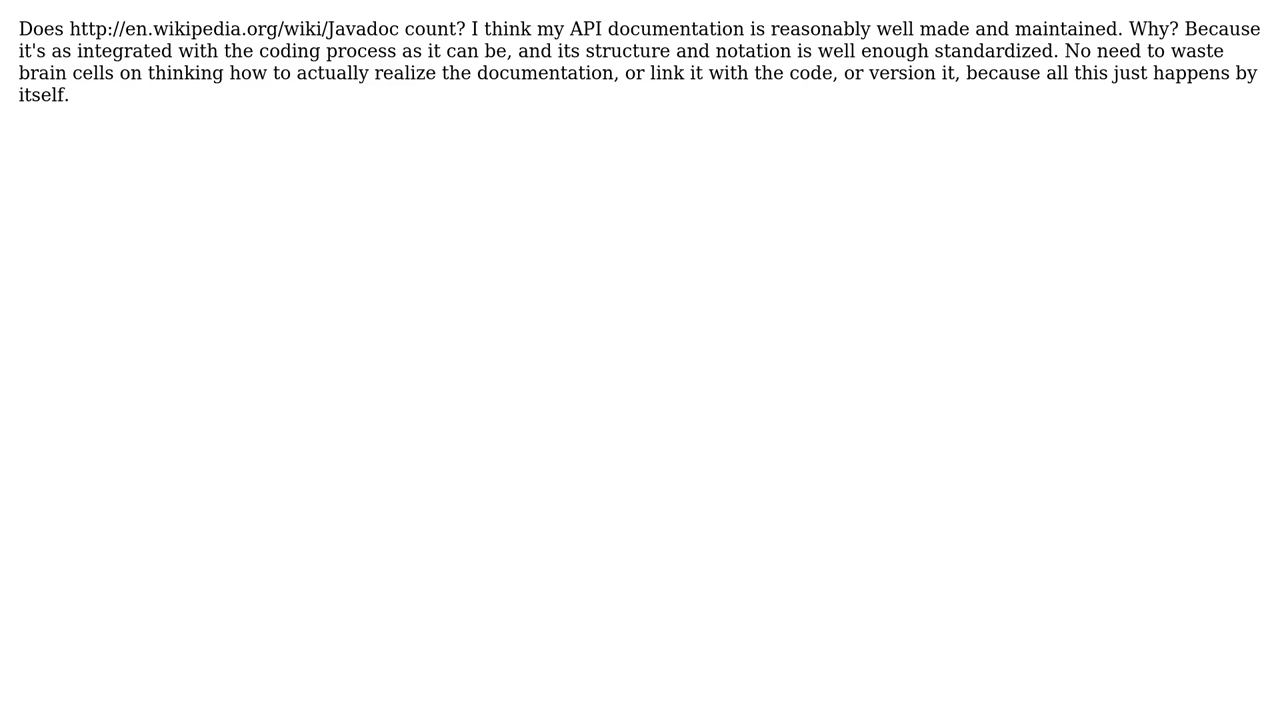 Does http://en.wikipedia.org/wiki/Javadoc count? I think my API documentation is reasonably well made and maintained. Why? Because
it's as integrated with the coding process as it can be, and its structure and notation is well enough standardized. No need to waste
brain cells on thinking how to actually realize the documentation, or link it with the code, or version it, because all this just happens by
itself.